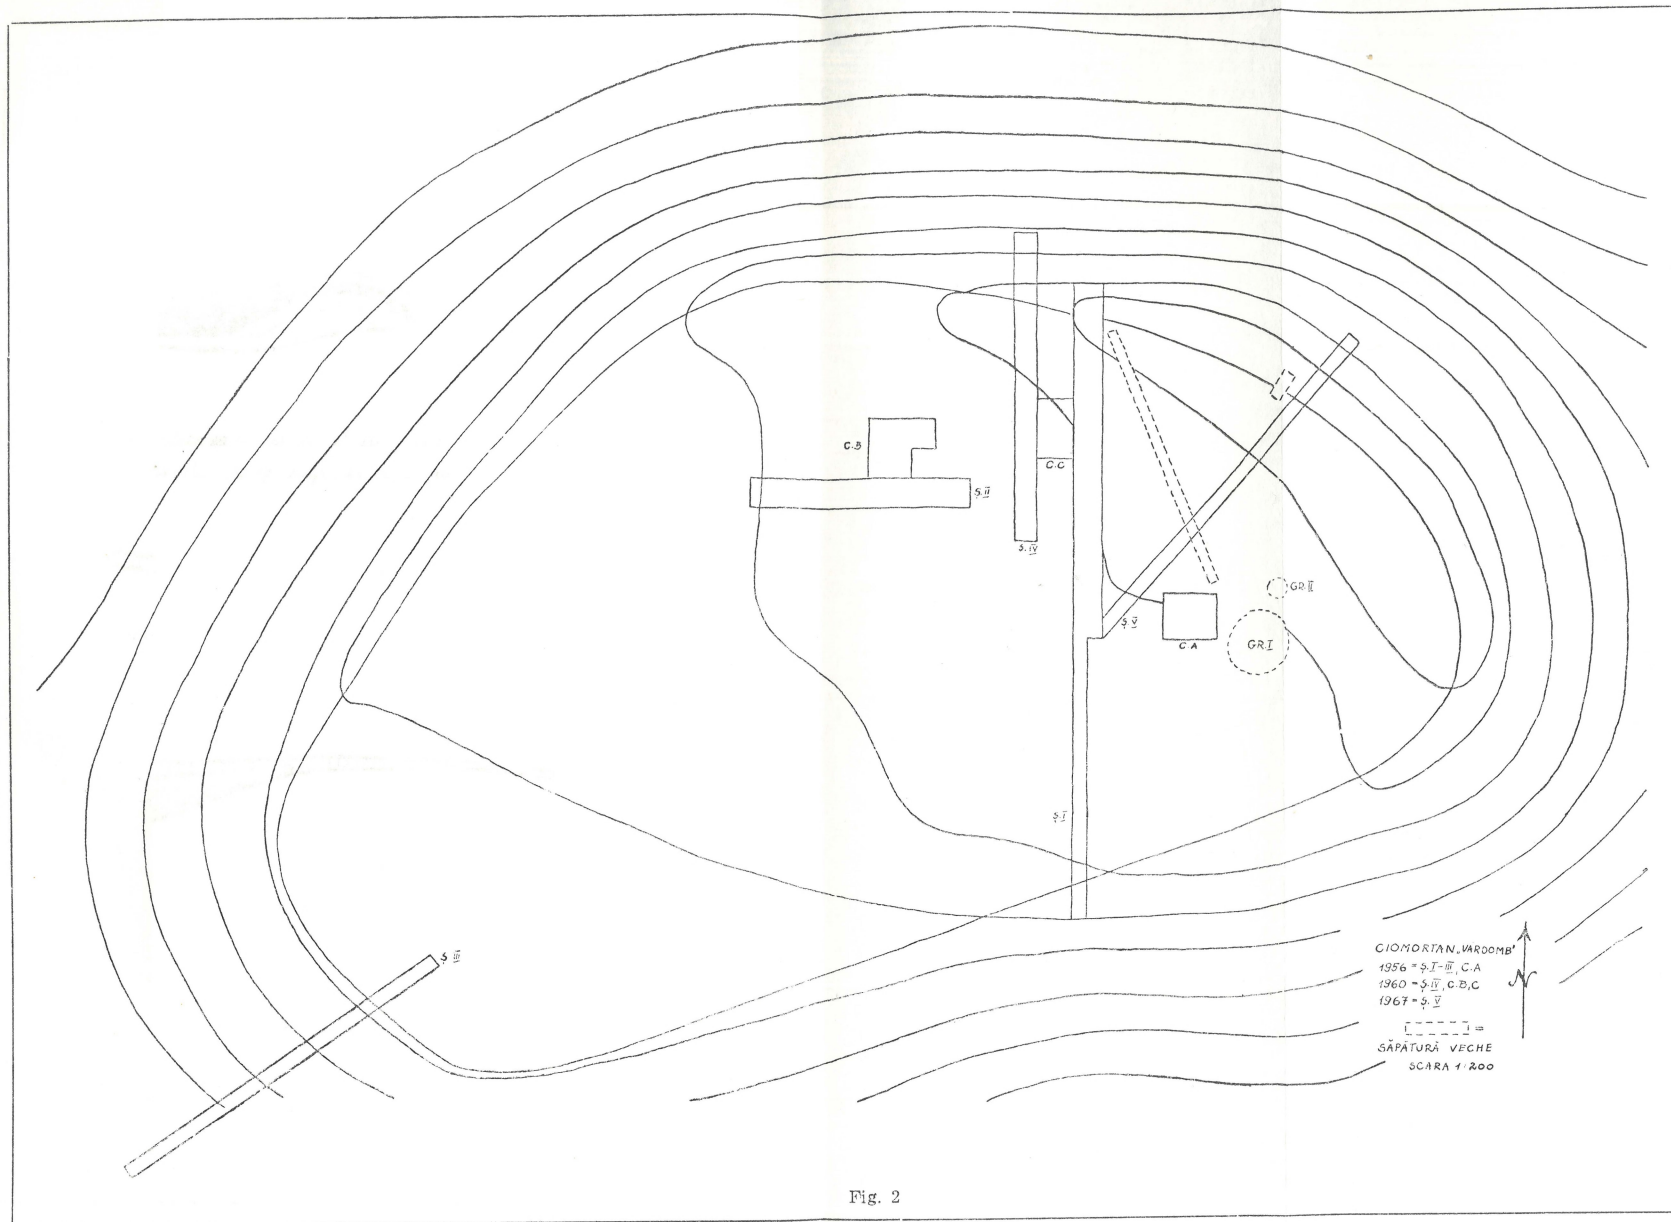 C.B
Ș.II
C.C
Ș.IV
GR.II
Ș.V
C.A
GR.I
Ș.I
Ș.III
CIOMORTAN „VARDOMB"
1956 = Ș.I-III, C.A
1960 = Ș.IV, C.B,C
1967 = Ș.V
N
=
SĂPĂTURĂ VECHE
SCARA 1:200
Fig. 2